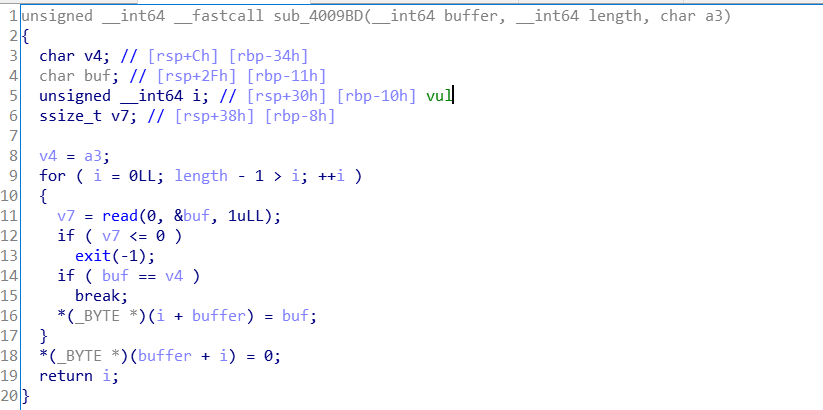 1 unsigned __int64 __fastcall sub_4009BD(__int64 buffer, __int64 length, char a3)
2 {
3   char v4; // [rsp+Ch] [rbp-34h]
4   char buf; // [rsp+2Fh] [rbp-11h]
5   unsigned __int64 i; // [rsp+30h] [rbp-10h] vul
6   ssize_t v7; // [rsp+38h] [rbp-8h]
7
8   v4 = a3;
9   for ( i = 0LL; length - 1 > i; ++i )
10   {
11     v7 = read(0, &buf, 1uLL);
12     if ( v7 <= 0 )
13       exit(-1);
14     if ( buf == v4 )
15       break;
16     *(_BYTE *)(i + buffer) = buf;
17   }
18   *(_BYTE *)(buffer + i) = 0;
19   return i;
20 }